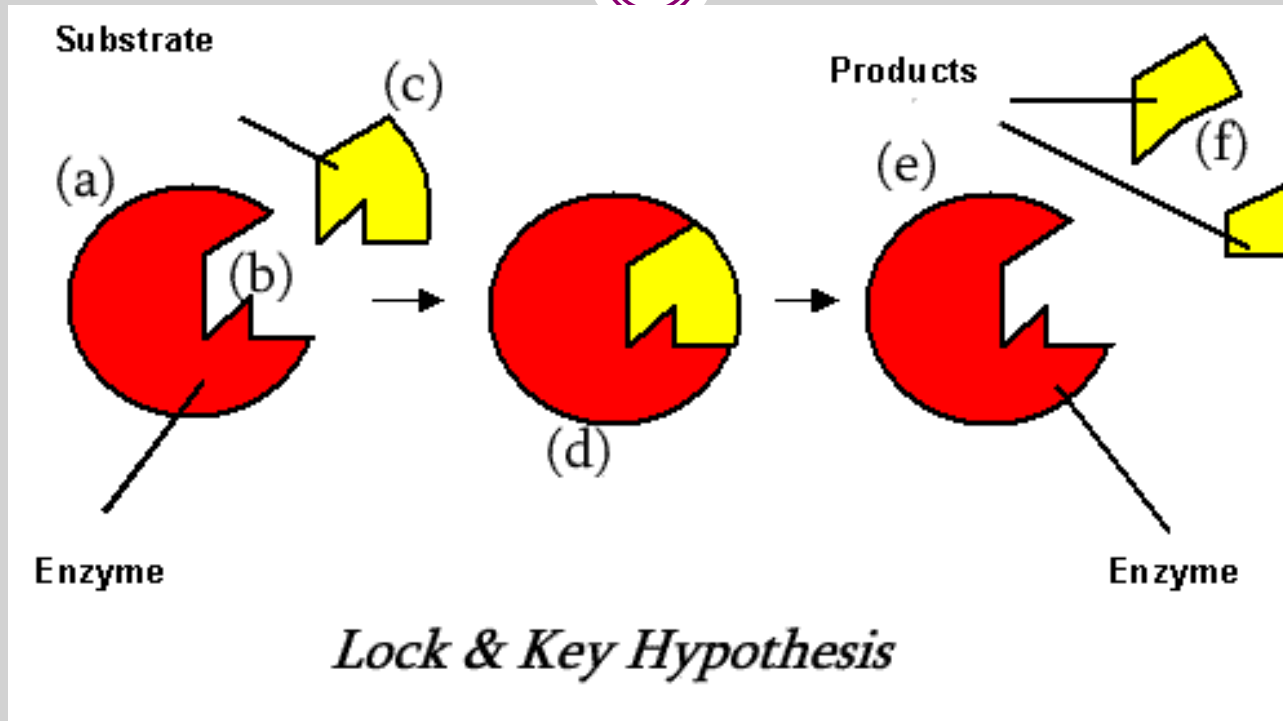 Substrate
(c)
Products
(f)
(a)
(e)
(b)
(d)
Enzyme
Enzyme
Lock & Key Hypothesis